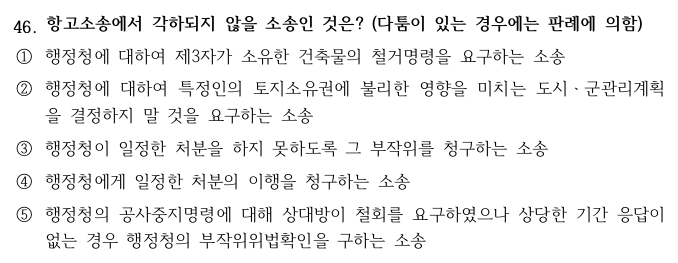 46. 항고소송에서 각하되지 않을 소송인 것은? (다툼이 있는 경우에는 판례에 의함)
① 행정청에 대하여 제3자가 소유한 건축물의 철거명령을 요구하는 소송
② 행정청에 대하여 특정인의 토지소유권에 불리한 영향을 미치는 도시ㆍ군관리계획
을 결정하지 말 것을 요구하는 소송
③ 행정청이 일정한 처분을 하지 못하도록 그 부작위를 청구하는 소송
④ 행정청에게 일정한 처분의 이행을 청구하는 소송
⑤ 행정청의 공사중지명령에 대해 상대방이 철회를 요구하였으나 상당한 기간 응답이
없는 경우 행정청의 부작위위법확인을 구하는 소송